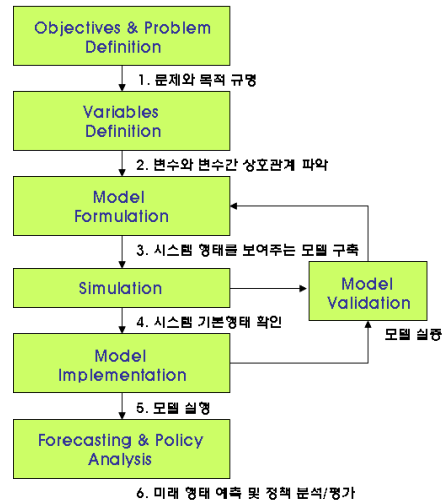 Objectives & Problem
Definition
1. 문제와 목적 규명
Variables
Definition
2. 변수와 변수간 상호관계 파악
Model
Formulation
3. 시스템 형태를 보여주는 모델 구축
Simulation
Model
Validation
4. 시스템 기본형태 확인
모델 실증
Model
Implementation
5. 모델 실행
Forecasting & Policy
Analysis
6. 미래 형태 예측 및 정책 분석/평가